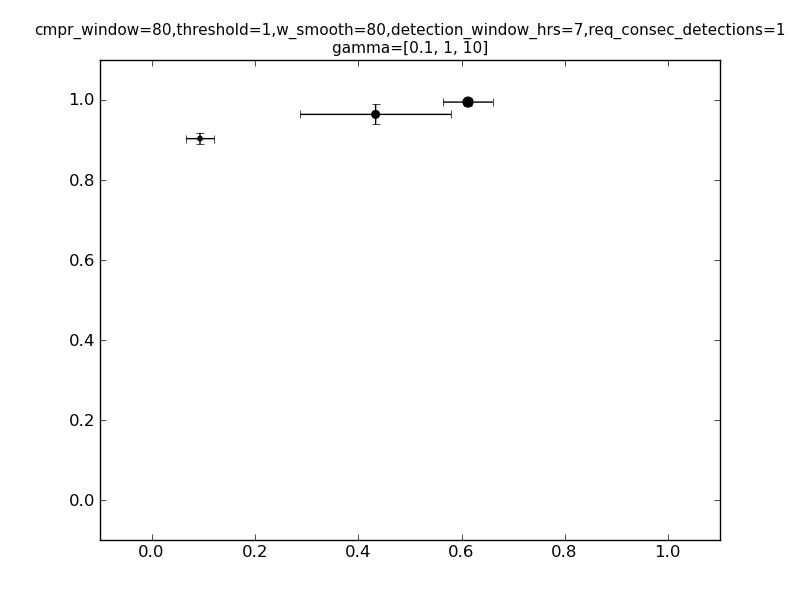 cmpr_window=80,threshold=1,w_smooth=80,detection_window_hrs=7,req_consec_detections=1
gamma=[0.1, 1, 10]
1.0
0.8
0.6
0.4
0.2
0.0
0.0 0.2 0.4 0.6 0.8 1.0